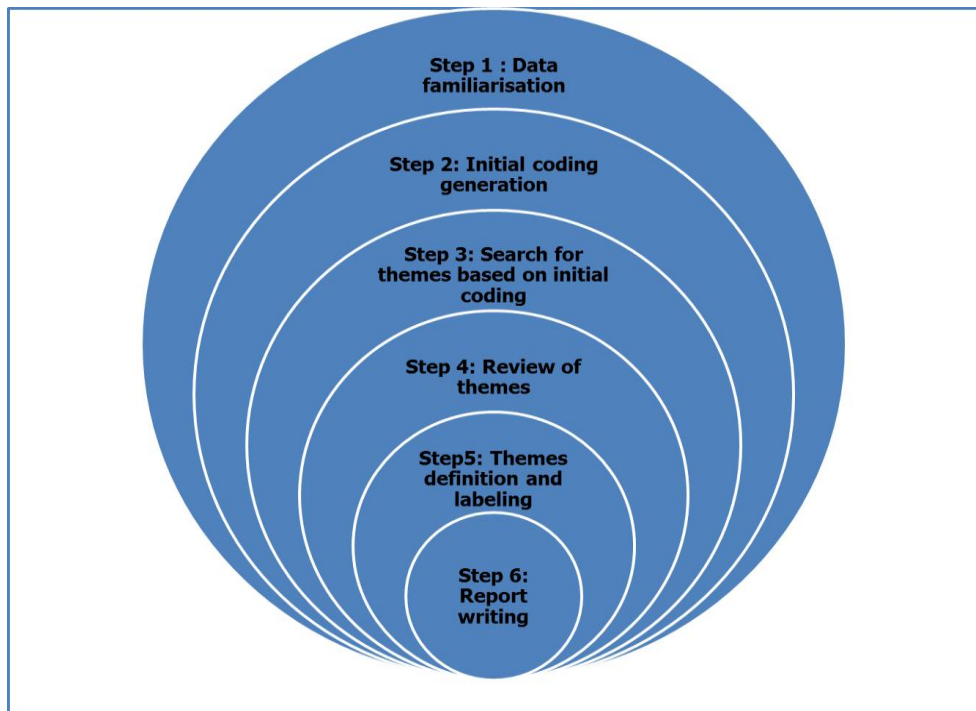 Step 1 : Data
familiarisation
Step 2: Initial coding
generation
Step 3: Search for
themes based on initial
coding
Step 4: Review of
themes
Step5: Themes
definition and
labeling
Step 6:
Report
writing